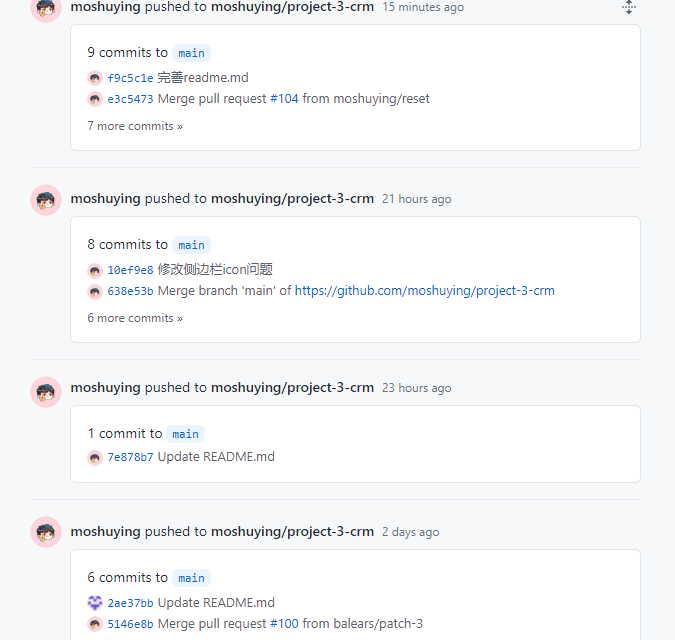 moshuying pushed to moshuying/project-3-crm 15 minutes ago
9 commits to main
f9c5c1e 完善readme.md
e3c5473 Merge pull request #104 from moshuying/reset
7 more commits »
moshuying pushed to moshuying/project-3-crm 21 hours ago
8 commits to main
10ef9e8 修改侧边栏icon问题
638e53b Merge branch 'main' of https://github.com/moshuying/project-3-crm
6 more commits »
moshuying pushed to moshuying/project-3-crm 23 hours ago
1 commit to main
7e878b7 Update README.md
moshuying pushed to moshuying/project-3-crm 2 days ago
6 commits to main
2ae37bb Update README.md
5146e8b Merge pull request #100 from balears/patch-3